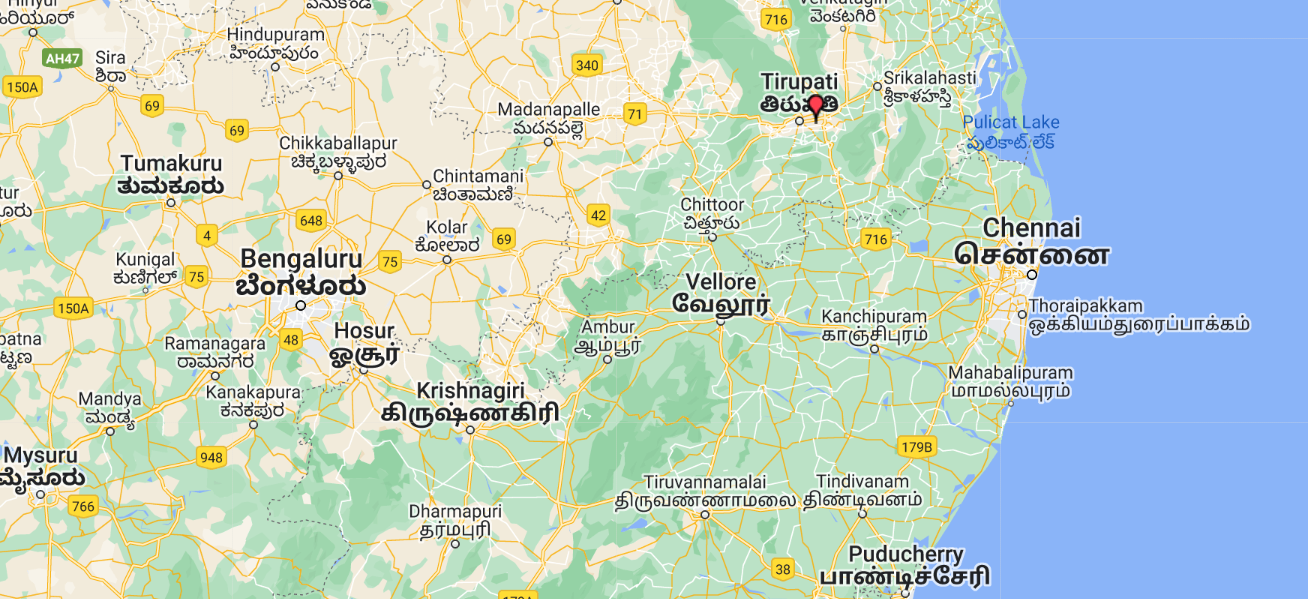 ಹಿರಿಯೂರ್
Venkatagiri
వెంకటగిరి
716
Hindupuram
హిందూపురం
AH47
Sira
ಶಿರಾ
340
Tirupati
తిరుపతి
Srikalahasti
శ్రీకాళహస్తి
150A
69
Madanapalle
మదనపల్లె
71
69
Pulicat Lake
పులికాట్ లేక్
Chikkaballapur
ಚಿಕ್ಕಬಳ್ಳಾಪುರ
Tumakuru
ತುಮಕೂರು
Chintamani
ಚಿಂತಾಮಣಿ
Chittoor
చిత్తూరు
648
42
4
Kolar
ಕೋಲಾರ
69
716
Chennai
சென்னை
Kunigal
ಕುಣಿಗಲ್
75
Bengaluru
ಬೆಂಗಳೂರು
75
Vellore
வேலூர்
150A
Thoraipakkam
ஒக்கியம்துரைப்பாக்கம்
Kanchipuram
காஞ்சிபுரம்
Ambur
ஆம்பூர்
Hosur
ஓசூர்
48
Ramanagara
ರಾಮನಗರ
Mahabalipuram
மாமல்லபுரம்
Krishnagiri
கிருஷ்ணகிரி
Kanakapura
ಕನಕಪುರ
Mandya
ಮಂಡ್ಯ
179B
Mysuru
ಮೈಸೂರು
948
766
Tiruvannamalai
திருவண்ணாமலை
Tindivanam
திண்டிவனம்
Dharmapuri
தர்மபுரி
Puducherry
பாண்டிச்சேரி
38